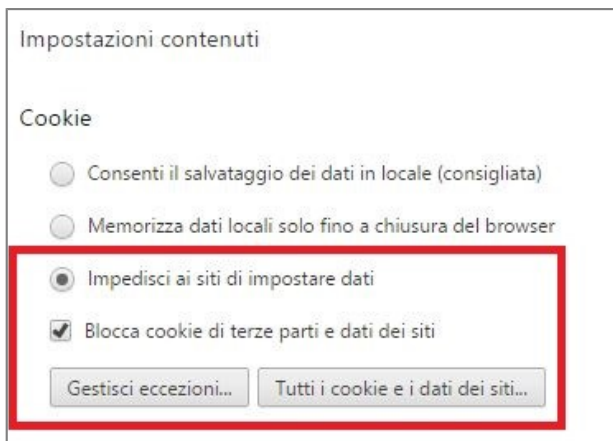 Impostazioni contenuti
Cookie
Consenti il salvataggio dei dati in locale (consigliata)
Memorizza dati locali solo fino a chiusura del browser
Impedisci ai siti di impostare dati
Blocca cookie di terze parti e dati dei siti
Gestisci eccezioni... Tutti i cookie e i dati dei siti...